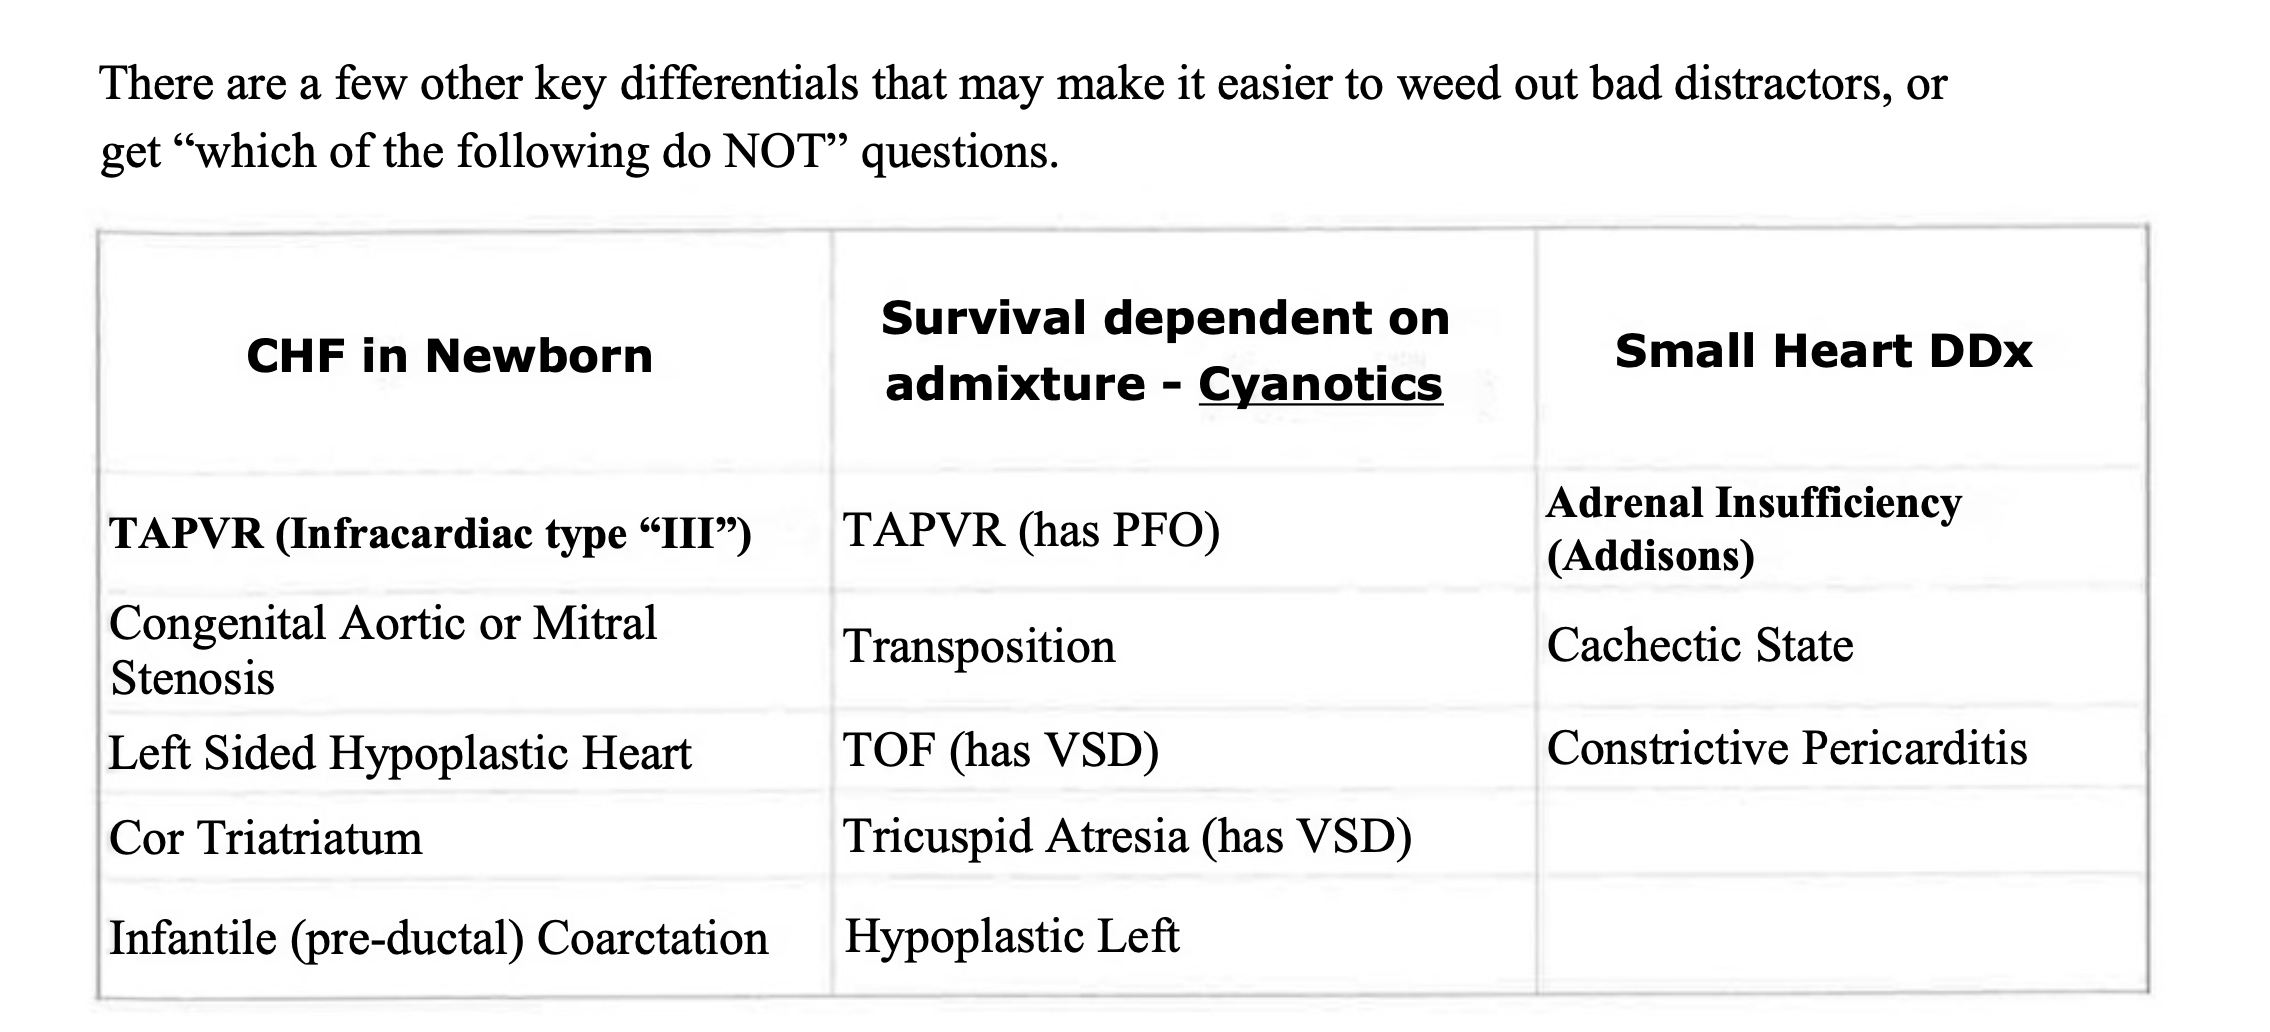 There are a few other key differentials that may make it easier to weed out bad distractors, or
get “which of the following do NOT” questions.
CHF in Newborn
Survival dependent on
admixture - Cyanotics
Small Heart DDx
TAPVR (Infracardiac type “III”)
TAPVR (has PFO)
Adrenal Insufficiency
(Addisons)
Congenital Aortic or Mitral
Stenosis
Transposition
Cachectic State
Left Sided Hypoplastic Heart
TOF (has VSD)
Constrictive Pericarditis
Cor Triatriatum
Tricuspid Atresia (has VSD)
Infantile (pre-ductal) Coarctation
Hypoplastic Left